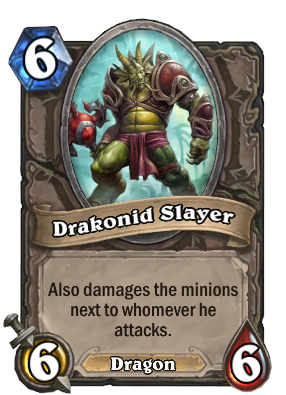 6
Drakonid Slayer
Also damages the minions
next to whomever he
attacks.
6
Dragon
6